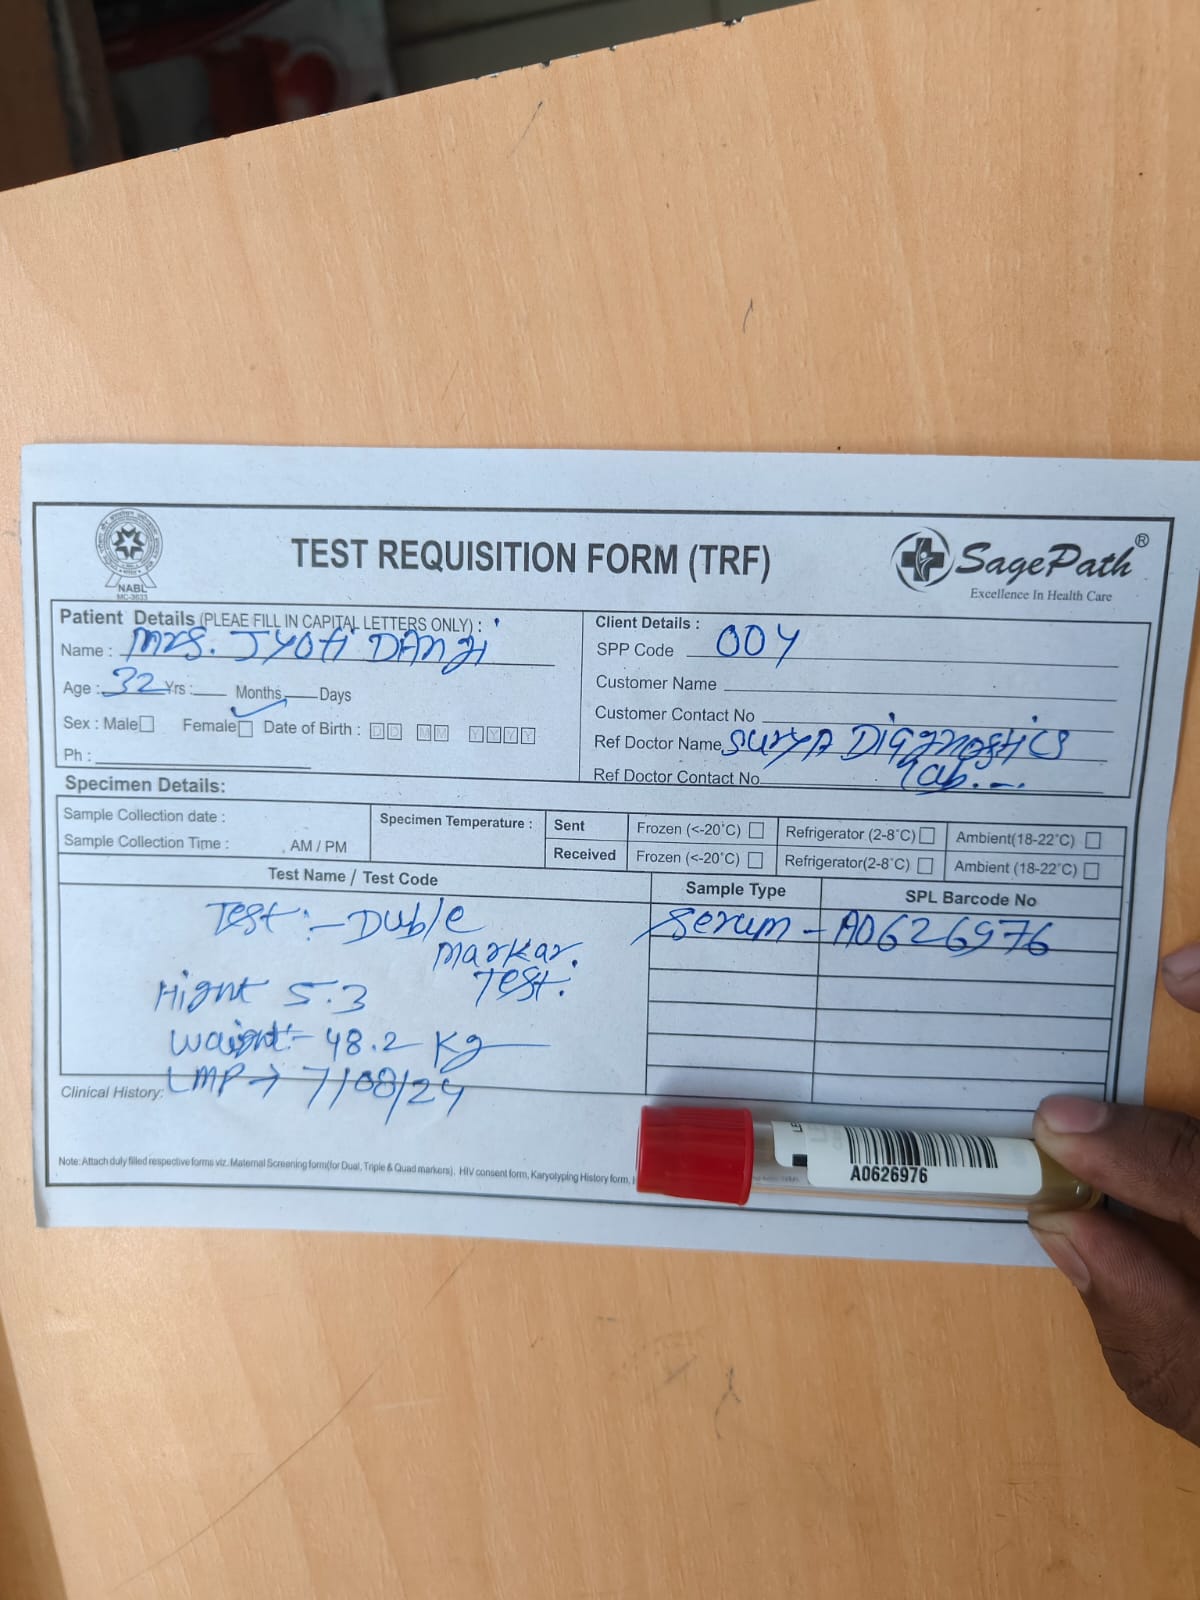 TEST REQUISITION FORM (TRF)
NABL
MC-3633
SagePath®
Excellence In Health Care
Patient Details (PLEAE FILL IN CAPITAL LETTERS ONLY) :
Name : Mrs. JYOTi DANgi
Age : 32 Yrs : Months Days
Sex : Male Female Date of Birth : DD MM YYYY
Ph :
Client Details :
SPP Code 004
Customer Name
Customer Contact No
Ref Doctor Name SURYA DiagnosticS
Lab.
Ref Doctor Contact No
Specimen Details:
Sample Collection date :
Sample Collection Time : AM / PM
Specimen Temperature :
Sent Frozen (<-20°C) Refrigerator (2-8°C) Ambient(18-22°C)
Received Frozen (<-20°C) Refrigerator(2-8°C) Ambient (18-22°C)
Test Name / Test Code Sample Type SPL Barcode No
Test:- Duble Serum - A0626976
Markar.
Test.
Hight 5.3
Waight:- 48.2 Kg
LMP → 7/08/24
Clinical History:
Note: Attach duly filled respective forms viz. Maternal Screening form(for Dual, Triple & Quad markers), HIV consent form, Karyotyping History form,
A0626976